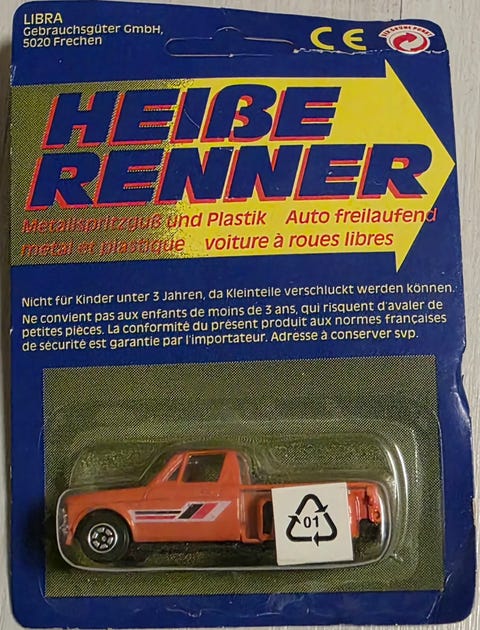 LIBRA
Gebrauchsgüter GmbH,
5020 Frechen
CE
DER GRÜNE PUNKT
HEIßE
RENNER
Metallspritzguß und Plastik Auto freilaufend
métal et plastique voiture à roues libres
Nicht für Kinder unter 3 Jahren, da Kleinteile verschluckt werden können.
Ne convient pas aux enfants de moins de 3 ans, qui risquent d'avaler de
petites pièces. La conformité du présent produit aux normes françaises
de sécurité est garantie par l'importateur. Adresse à conserver svp.
01